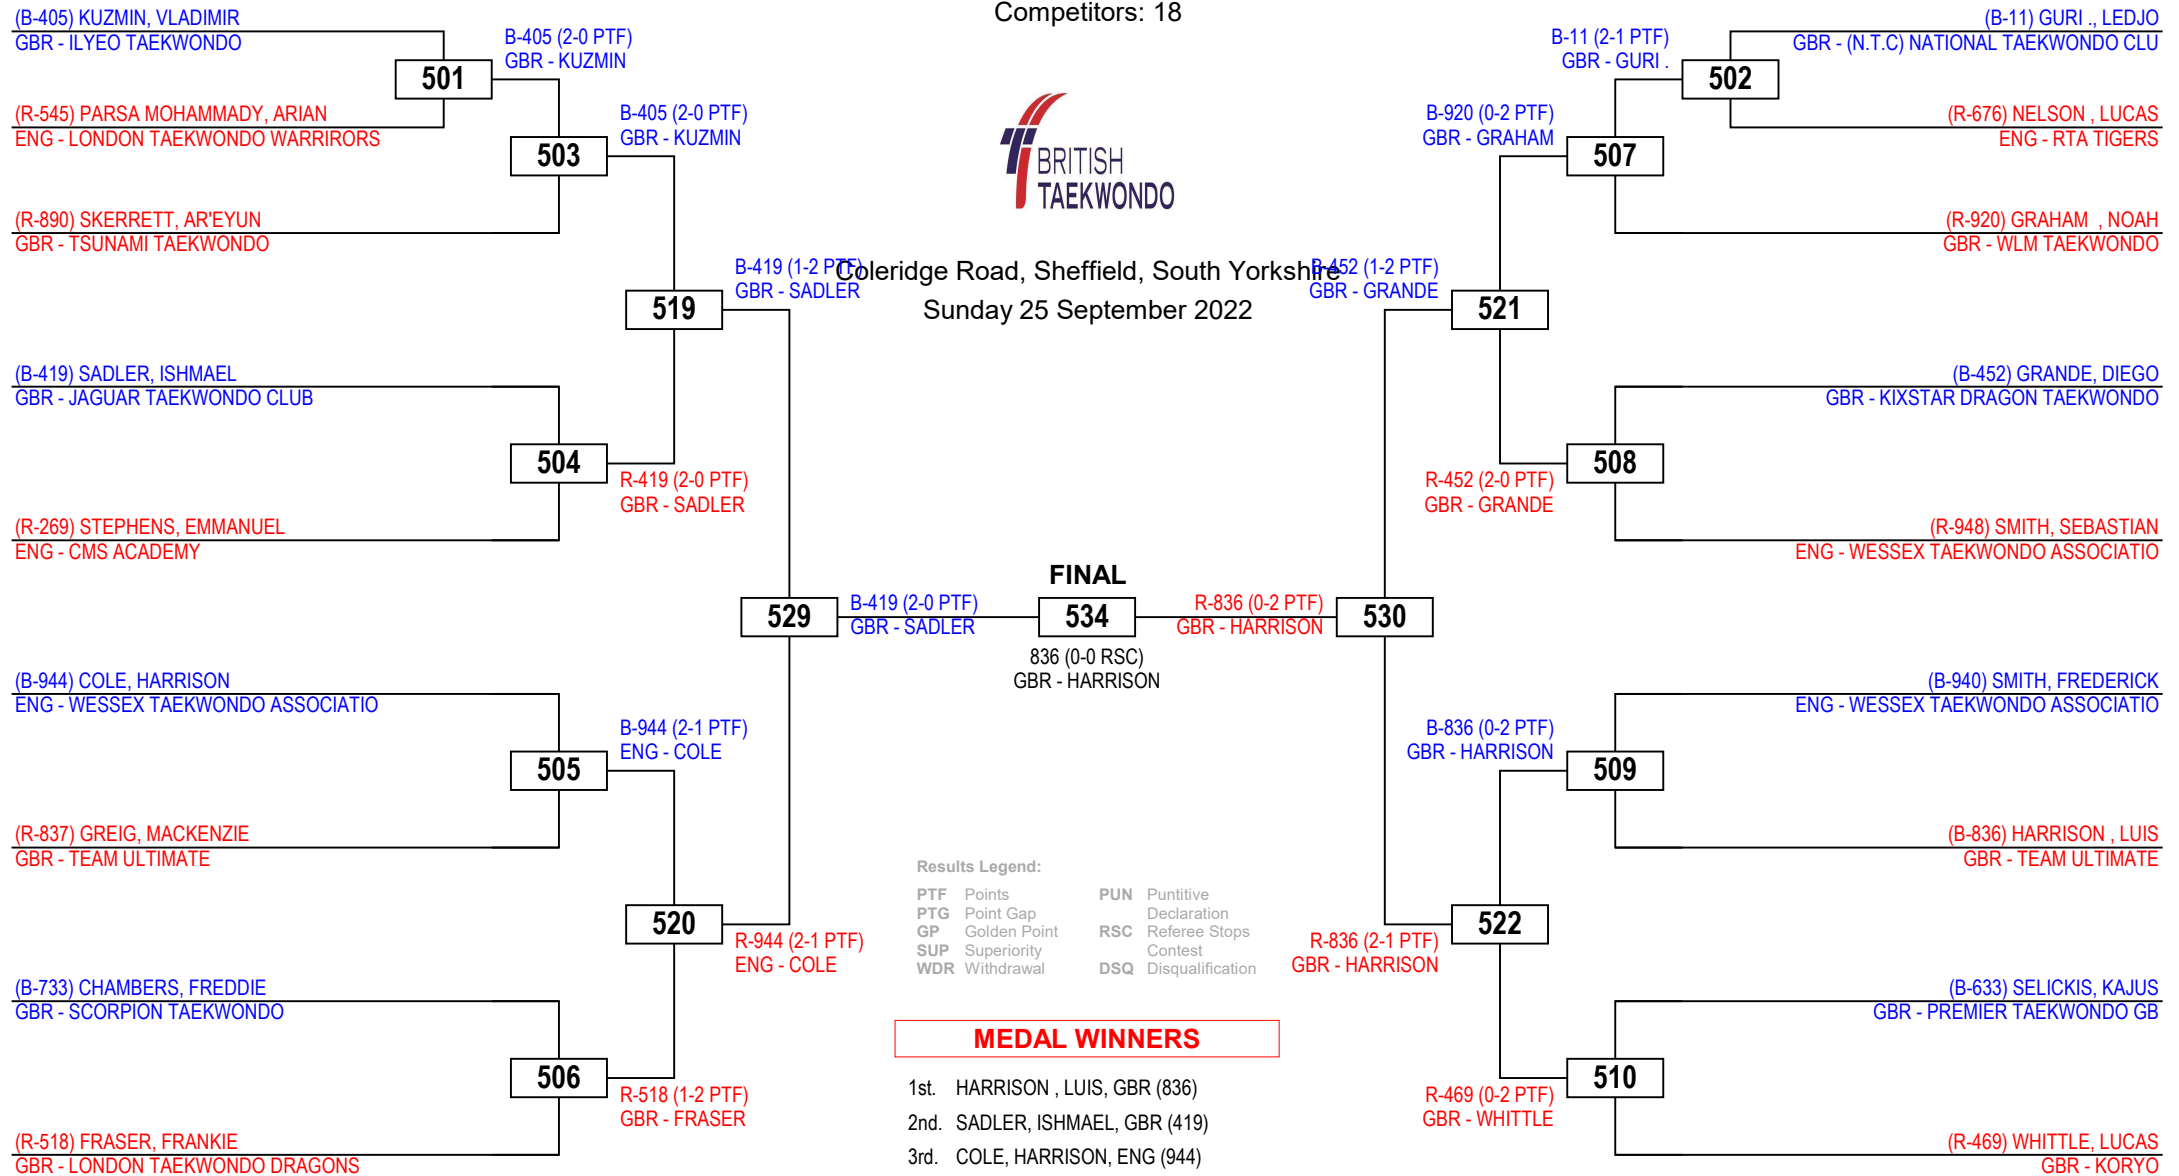 Competitors: 18
BRITISH
TAEKWONDO
Coleridge Road, Sheffield, South Yorkshire
Sunday 25 September 2022
(B-405) KUZMIN, VLADIMIR
GBR - ILYEO TAEKWONDO
501
(R-545) PARSA MOHAMMADY, ARIAN
ENG - LONDON TAEKWONDO WARRIRORS
B-405 (2-0 PTF)
GBR - KUZMIN
503
(R-890) SKERRETT, AR'EYUN
GBR - TSUNAMI TAEKWONDO
B-405 (2-0 PTF)
GBR - KUZMIN
519
B-419 (1-2 PTF)
GBR - SADLER
(B-419) SADLER, ISHMAEL
GBR - JAGUAR TAEKWONDO CLUB
504
R-419 (2-0 PTF)
GBR - SADLER
(R-269) STEPHENS, EMMANUEL
ENG - CMS ACADEMY
529
B-419 (2-0 PTF)
GBR - SADLER
(B-944) COLE, HARRISON
ENG - WESSEX TAEKWONDO ASSOCIATIO
505
B-944 (2-1 PTF)
ENG - COLE
(R-837) GREIG, MACKENZIE
GBR - TEAM ULTIMATE
520
R-944 (2-1 PTF)
ENG - COLE
(B-733) CHAMBERS, FREDDIE
GBR - SCORPION TAEKWONDO
506
R-518 (1-2 PTF)
GBR - FRASER
(R-518) FRASER, FRANKIE
GBR - LONDON TAEKWONDO DRAGONS
FINAL
534
836 (0-0 RSC)
GBR - HARRISON
(B-11) GURI ., LEDJO
GBR - (N.T.C) NATIONAL TAEKWONDO CLU
502
B-11 (2-1 PTF)
GBR - GURI .
(R-676) NELSON , LUCAS
ENG - RTA TIGERS
B-920 (0-2 PTF)
GBR - GRAHAM
507
(R-920) GRAHAM , NOAH
GBR - WLM TAEKWONDO
B-452 (1-2 PTF)
GBR - GRANDE
521
(B-452) GRANDE, DIEGO
GBR - KIXSTAR DRAGON TAEKWONDO
508
R-452 (2-0 PTF)
GBR - GRANDE
(R-948) SMITH, SEBASTIAN
ENG - WESSEX TAEKWONDO ASSOCIATIO
R-836 (0-2 PTF)
GBR - HARRISON
530
(B-940) SMITH, FREDERICK
ENG - WESSEX TAEKWONDO ASSOCIATIO
B-836 (0-2 PTF)
GBR - HARRISON
509
(B-836) HARRISON , LUIS
GBR - TEAM ULTIMATE
522
R-836 (2-1 PTF)
GBR - HARRISON
(B-633) SELICKIS, KAJUS
GBR - PREMIER TAEKWONDO GB
510
R-469 (0-2 PTF)
GBR - WHITTLE
(R-469) WHITTLE, LUCAS
GBR - KORYO
Results Legend:
PTF Points
PTG Point Gap
GP Golden Point
SUP Superiority
WDR Withdrawal
PUN Puntitive
Declaration
RSC Referee Stops
Contest
DSQ Disqualification
MEDAL WINNERS
1st. HARRISON , LUIS, GBR (836)
2nd. SADLER, ISHMAEL, GBR (419)
3rd. COLE, HARRISON, ENG (944)